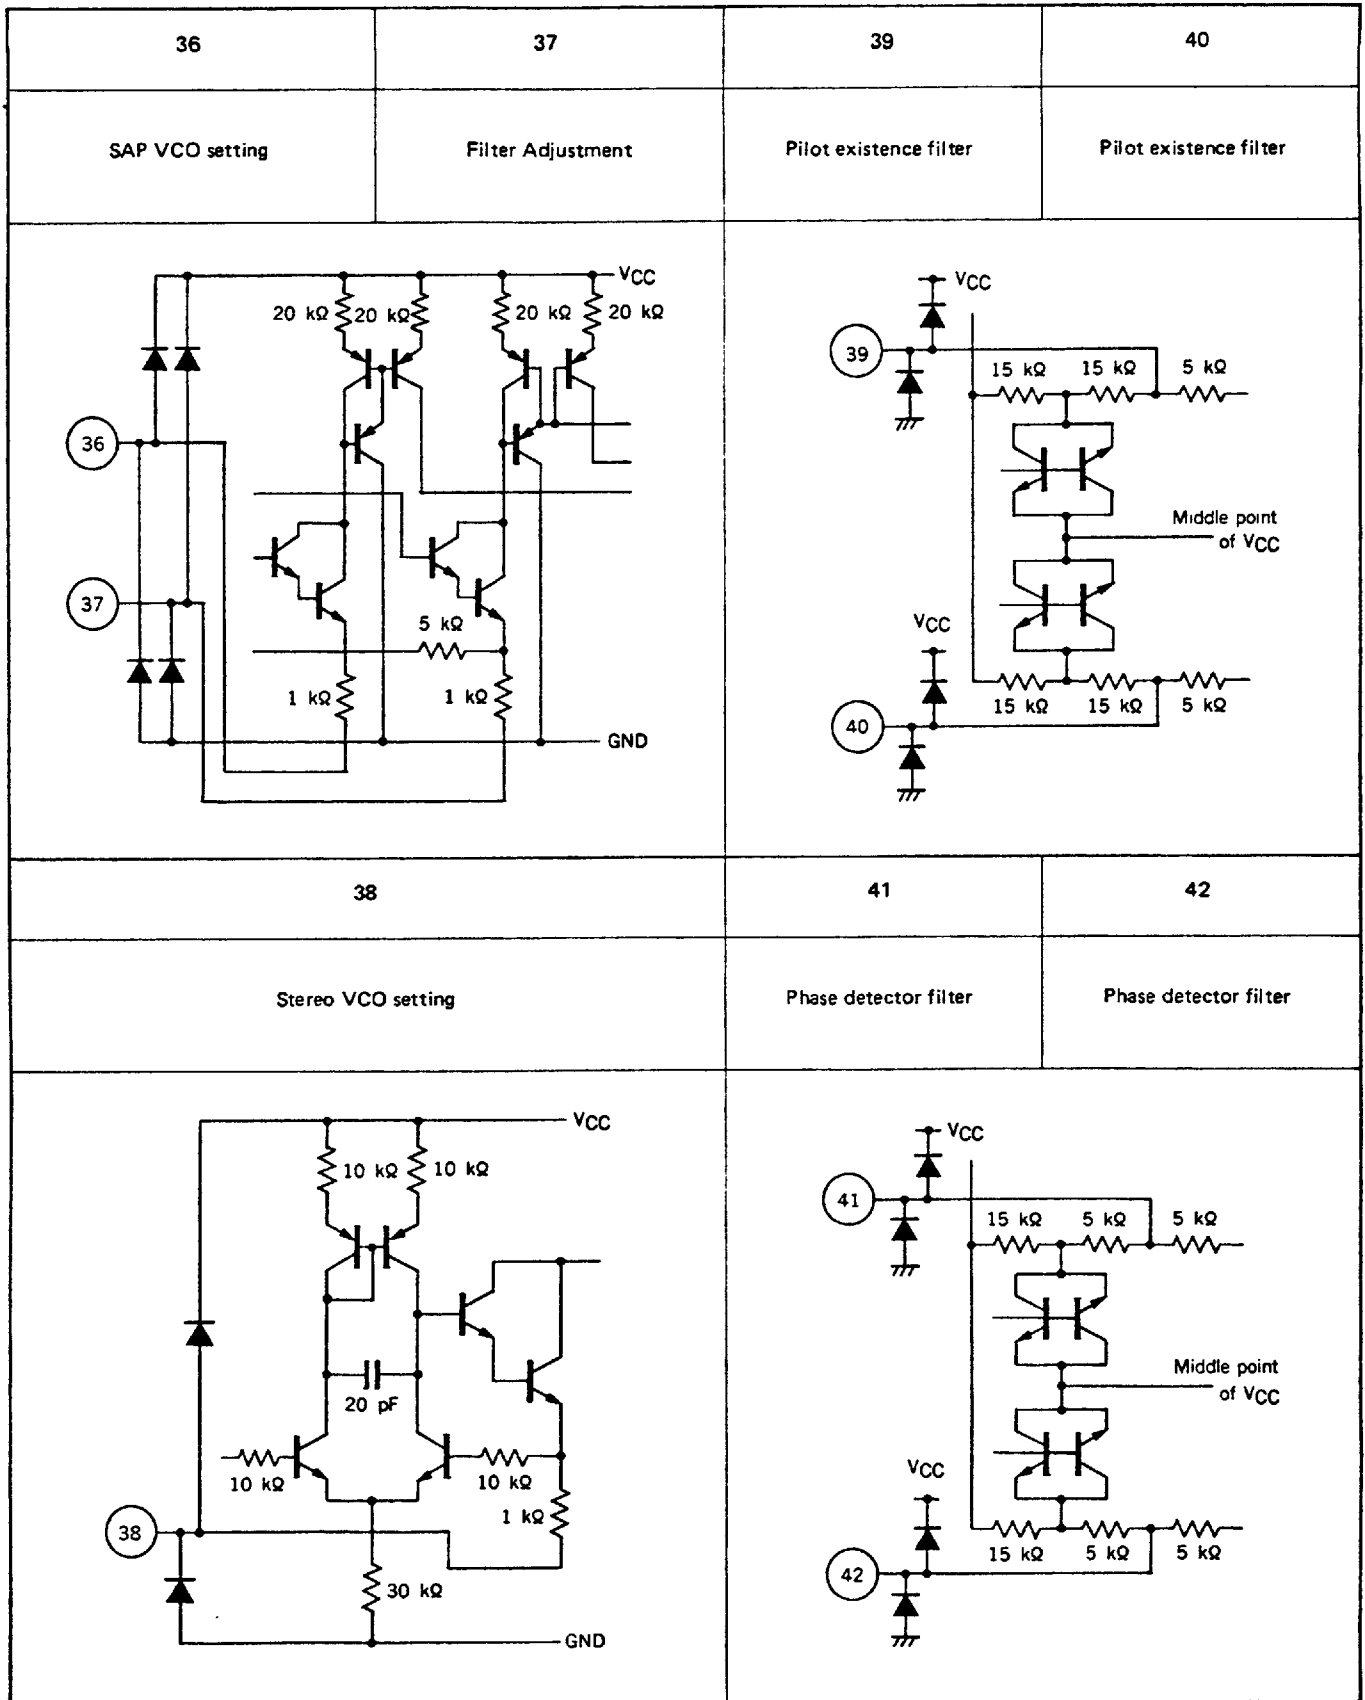 36 37 39 40
SAP VCO setting Filter Adjustment Pilot existence filter Pilot existence filter
VCC
20 kΩ 20 kΩ 20 kΩ 20 kΩ
36
37
5 kΩ
1 kΩ 1 kΩ
GND
VCC
39
15 kΩ 15 kΩ 5 kΩ
Middle point
of VCC
VCC
15 kΩ 15 kΩ 5 kΩ
40
38 41 42
Stereo VCO setting Phase detector filter Phase detector filter
VCC
10 kΩ 10 kΩ
20 pF
10 kΩ 10 kΩ
1 kΩ
38
30 kΩ
GND
VCC
41
15 kΩ 5 kΩ 5 kΩ
Middle point
of VCC
VCC
15 kΩ 5 kΩ 5 kΩ
42